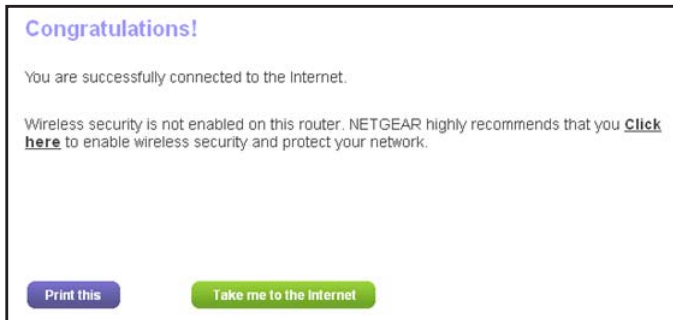 Congratulations!
You are successfully connected to the Internet.
Wireless security is not enabled on this router. NETGEAR highly recommends that you Click
here to enable wireless security and protect your network.
Print this
Take me to the Internet